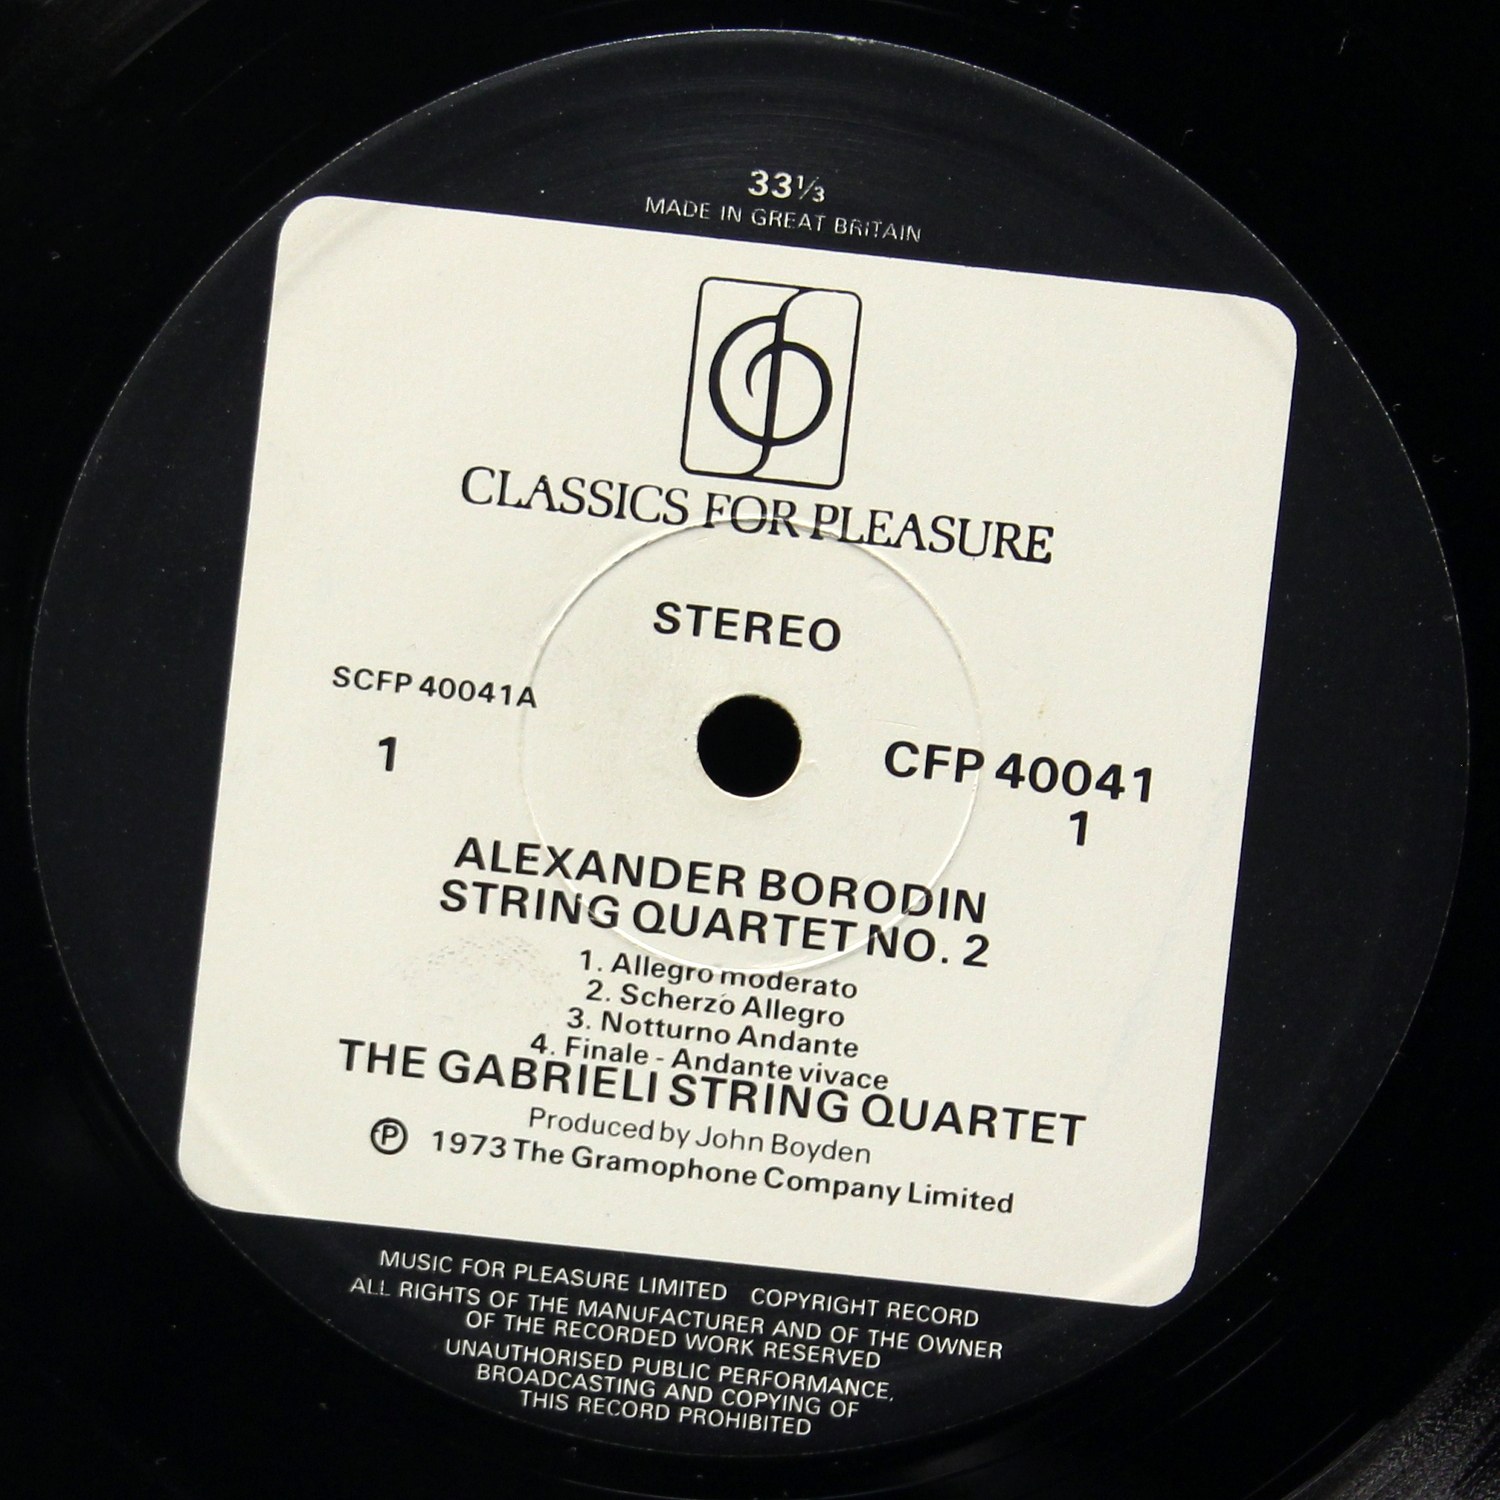 33⅓
MADE IN GREAT BRITAIN
CLASSICS FOR PLEASURE
STEREO
SCFP 40041A
1
CFP 40041
1
ALEXANDER BORODIN
STRING QUARTET NO. 2
1. Allegro moderato
2. Scherzo Allegro
3. Notturno Andante
4. Finale - Andante vivace
THE GABRIELI STRING QUARTET
Produced by John Boyden
Ⓟ 1973 The Gramophone Company Limited
MUSIC FOR PLEASURE LIMITED COPYRIGHT RECORD
ALL RIGHTS OF THE MANUFACTURER AND OF THE OWNER
OF THE RECORDED WORK RESERVED
UNAUTHORISED PUBLIC PERFORMANCE,
BROADCASTING AND COPYING OF
THIS RECORD PROHIBITED